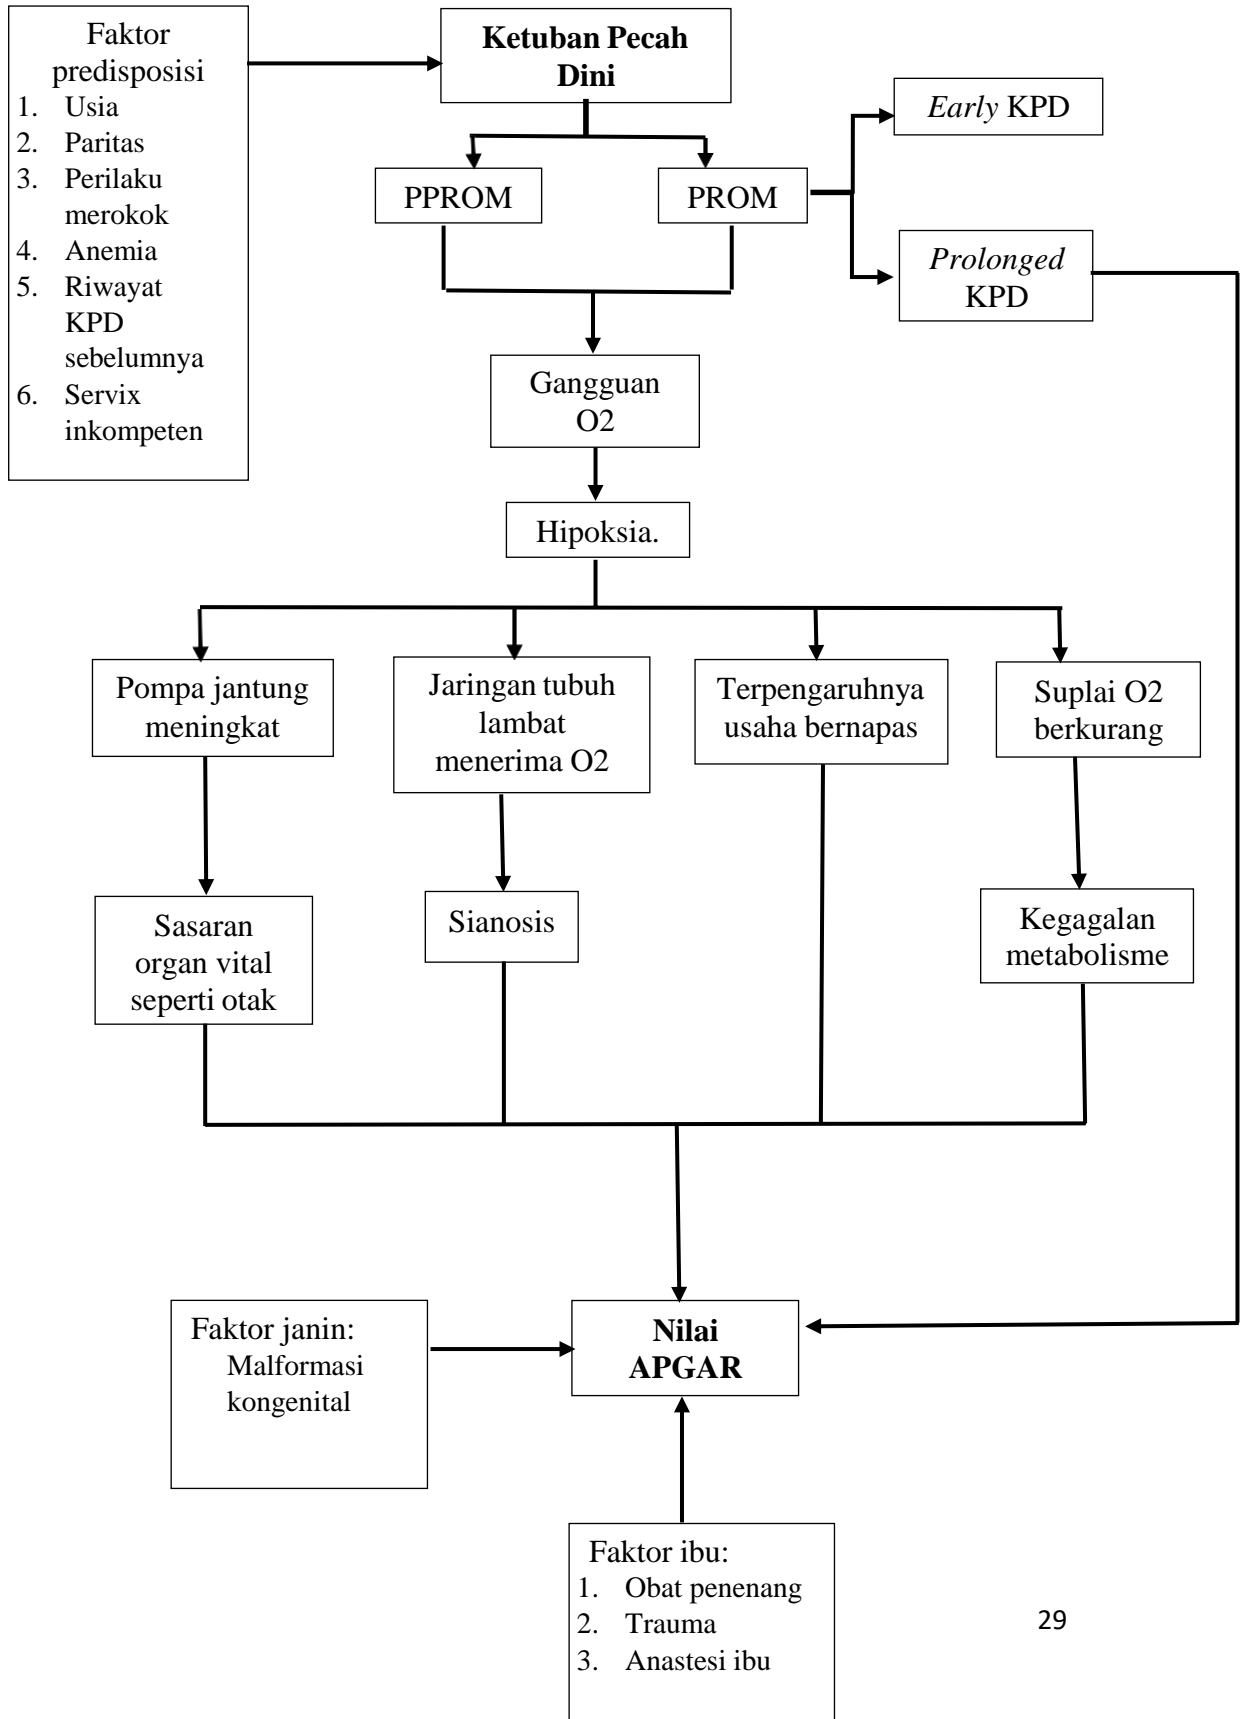 Faktor
predisposisi
1. Usia
2. Paritas
3. Perilaku
merokok
4. Anemia
5. Riwayat
KPD
sebelumnya
6. Servix
inkompeten
Ketuban Pecah
Dini
Early KPD
PPROM
PROM
Prolonged
KPD
Gangguan
O2
Hipoksia.
Pompa jantung
meningkat
Jaringan tubuh
lambat
menerima O2
Terpengaruhnya
usaha bernapas
Suplai O2
berkurang
Sasaran
organ vital
seperti otak
Sianosis
Kegagalan
metabolisme
Faktor janin:
Malformasi
kongenital
Nilai
APGAR
Faktor ibu:
1. Obat penenang
2. Trauma
3. Anastesi ibu
29